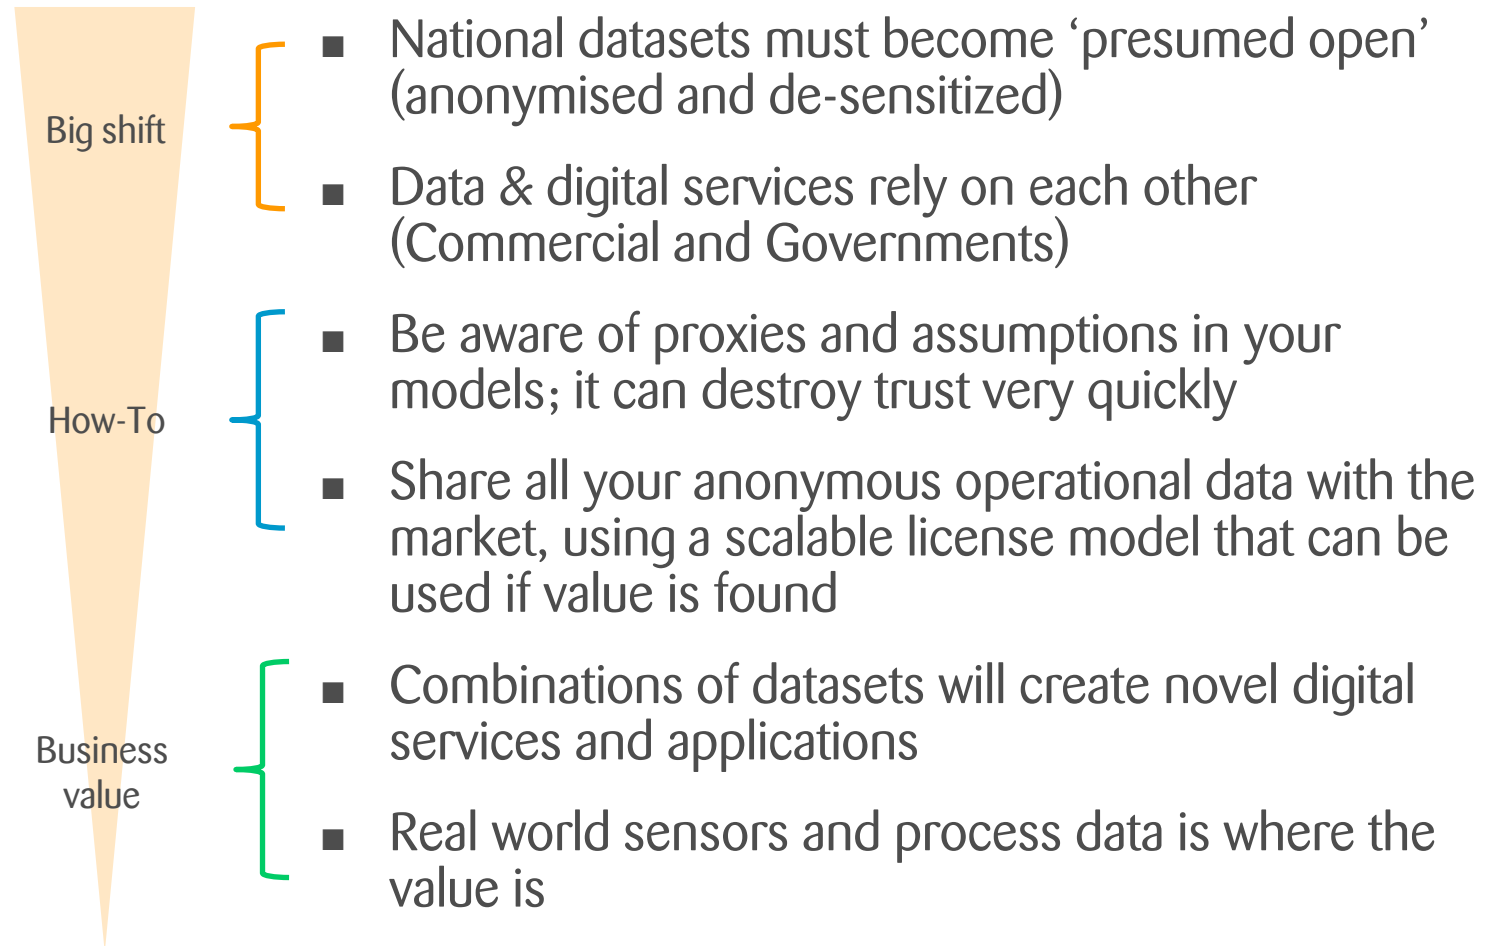 Big shift
■ National datasets must become ‘presumed open’
(anonymised and de-sensitized)
■ Data & digital services rely on each other
(Commercial and Governments)
How-To
■ Be aware of proxies and assumptions in your
models; it can destroy trust very quickly
■ Share all your anonymous operational data with the
market, using a scalable license model that can be
used if value is found
Business
value
■ Combinations of datasets will create novel digital
services and applications
■ Real world sensors and process data is where the
value is